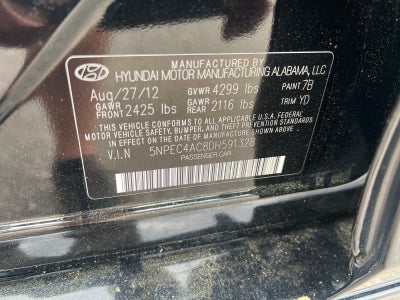 MANUFACTURED BY
HYUNDAI MOTOR MANUFACTURING ALABAMA, LLC
Aug/27/12 GVWR 4299 lbs PAINT 7B
GAWR FRONT 2425 lbs GAWR REAR 2116 lbs TRIM YD
THIS VEHICLE CONFORMS TO ALL APPLICABLE U.S.A. FEDERAL
MOTOR VEHICLE SAFETY, BUMPER, AND THEFT PREVENTION STANDARDS IN
EFFECT ON THE DATE OF MANUFACTURE SHOWN ABOVE.
V.I.N 5NPEC4AC8DH591328
PASSENGER CAR